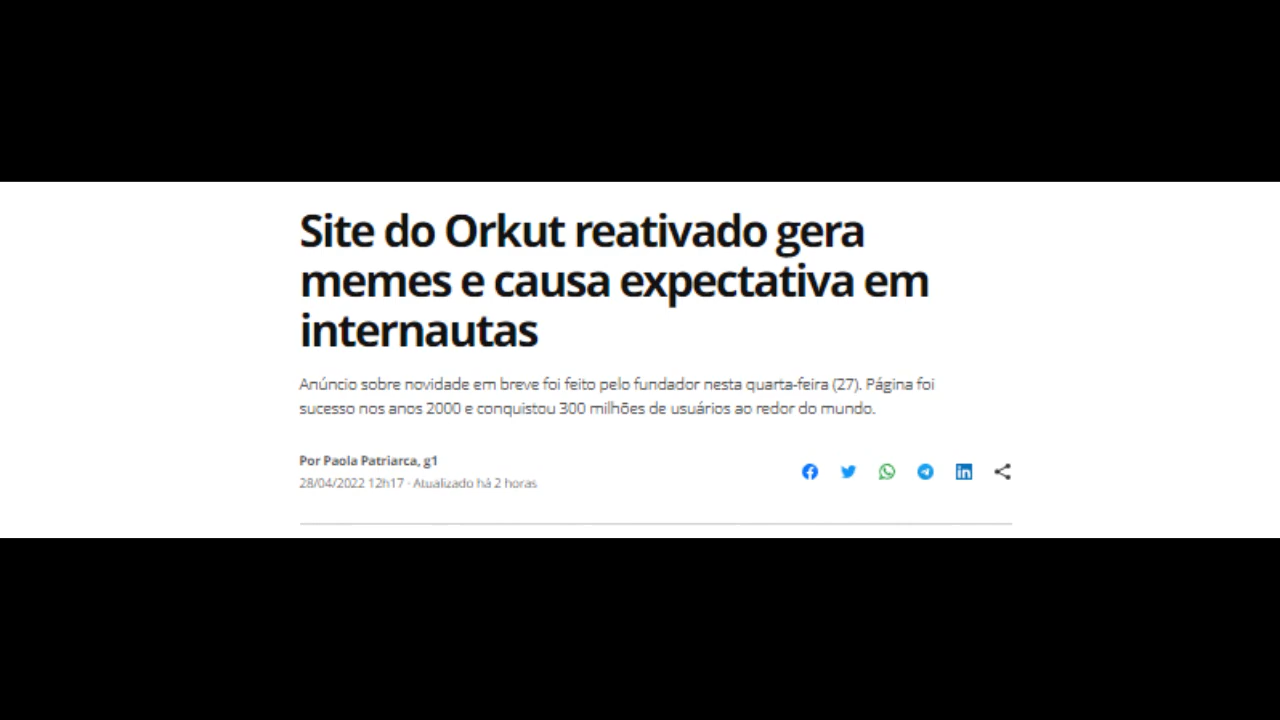 Site do Orkut reativado gera
memes e causa expectativa em
internautas
Anúncio sobre novidade em breve foi feito pelo fundador nesta quarta-feira (27). Página foi
sucesso nos anos 2000 e conquistou 300 milhões de usuários ao redor do mundo.
Por Paola Patriarca, g1
28/04/2022 12h17 · Atualizado há 2 horas